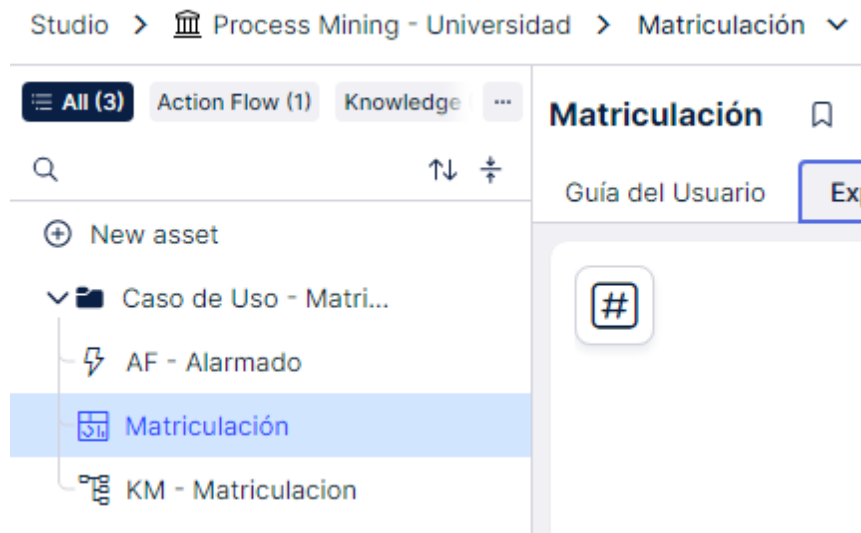 Studio > Process Mining - Universidad > Matriculación
All (3) Action Flow (1) Knowledge ...
Matriculación
Guía del Usuario
New asset
Caso de Uso - Matri...
AF - Alarmado
Matriculación
KM - Matriculacion
#